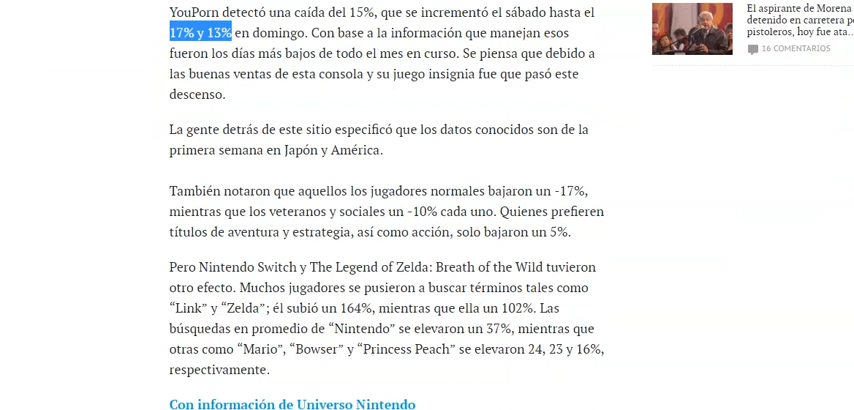 YouPorn detectó una caída del 15%, que se incrementó el sábado hasta el
17% y 13% en domingo. Con base a la información que manejan esos
fueron los días más bajos de todo el mes en curso. Se piensa que debido a
las buenas ventas de esta consola y su juego insignia fue que pasó este
descenso.
La gente detrás de este sitio especificó que los datos conocidos son de la
primera semana en Japón y América.
También notaron que aquellos los jugadores normales bajaron un -17%,
mientras que los veteranos y sociales un -10% cada uno. Quienes prefieren
títulos de aventura y estrategia, así como acción, solo bajaron un 5%.
Pero Nintendo Switch y The Legend of Zelda: Breath of the Wild tuvieron
otro efecto. Muchos jugadores se pusieron a buscar términos tales como
“Link” y “Zelda”; él subió un 164%, mientras que ella un 102%. Las
búsquedas en promedio de “Nintendo” se elevaron un 37%, mientras que
otras como “Mario”, “Bowser” y “Princess Peach” se elevaron 24, 23 y 16%,
respectivamente.
Con información de Universo Nintendo
El aspirante de Morena
detenido en carretera po
pistoleros, hoy fue ata...
16 COMENTARIOS